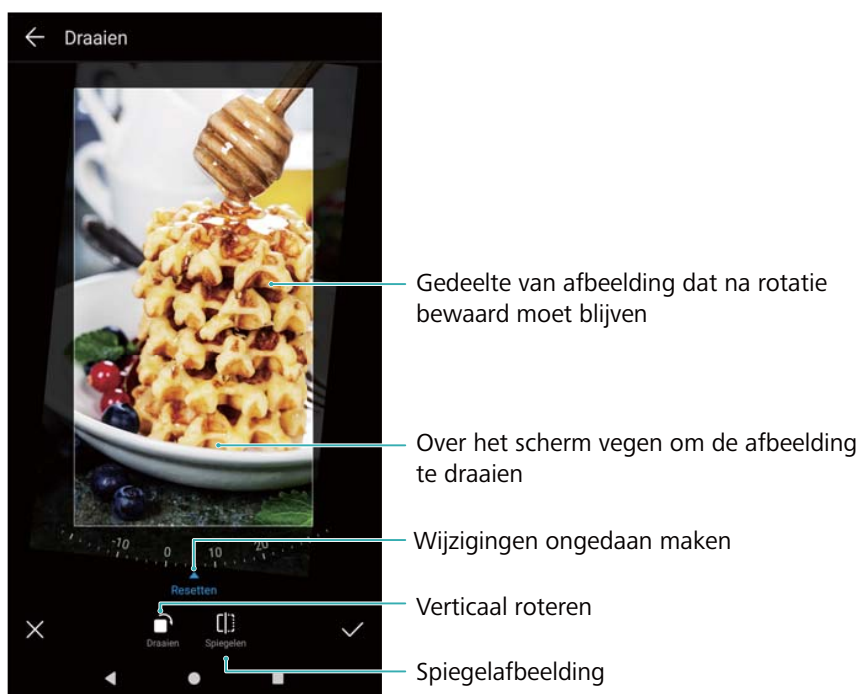 Draaien
Gedeelte van afbeelding dat na rotatie
bewaard moet blijven
Over het scherm vegen om de afbeelding
te draaien
-10 0 10 20
Wijzigingen ongedaan maken
Resetten
Verticaal roteren
Draaien Spiegelen
Spiegelafbeelding